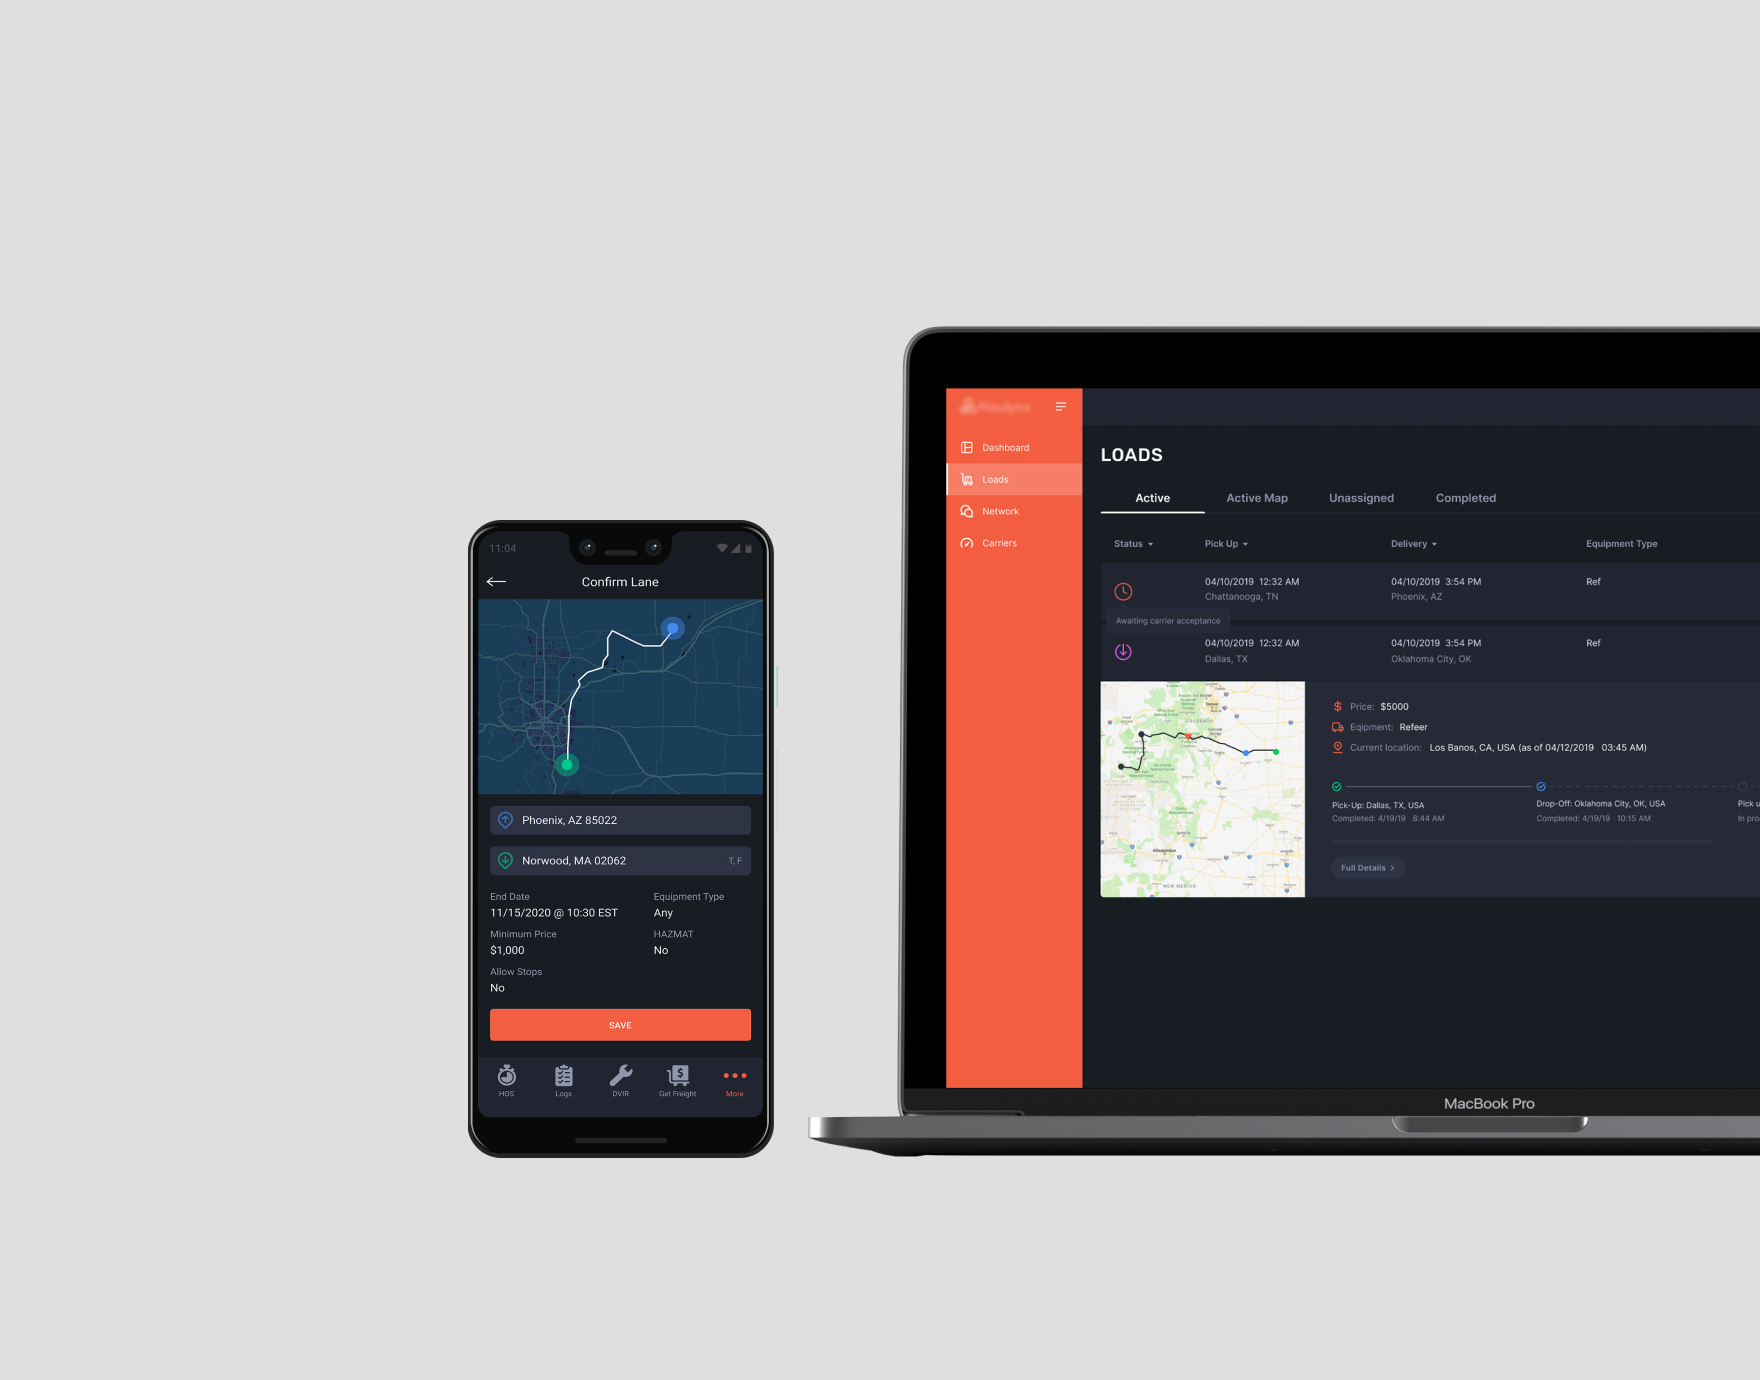 11:04
Confirm Lane
Phoenix, AZ 85022
Norwood, MA 02062
T, F
End Date
Equipment Type
11/15/2020 @ 10:30 EST
Any
Minimum Price
HAZMAT
$1,000
No
Allow Stops
No
SAVE
HOS
Logs
DVIR
Get Freight
More
Dashboard
Loads
Network
Carriers
LOADS
Active
Active Map
Unassigned
Completed
Status
Pick Up
Delivery
Equipment Type
04/10/2019 12:32 AM
04/10/2019 3:54 PM
Ref
Chattanooga, TN
Phoenix, AZ
Awaiting carrier acceptance
04/10/2019 12:32 AM
04/10/2019 3:54 PM
Ref
Dallas, TX
Oklahoma City, OK
COLORADO
Albuquerque
NEW MEXICO
Price: $5000
Eqipment: Refeer
Current location: Los Banos, CA, USA (as of 04/12/2019 03:45 AM)
Pick-Up: Dallas, TX, USA
Completed: 4/19/19 8:44 AM
Drop-Off: Oklahoma City, OK, USA
Completed: 4/19/19 10:15 AM
Pick u
In pro
Full Details
MacBook Pro